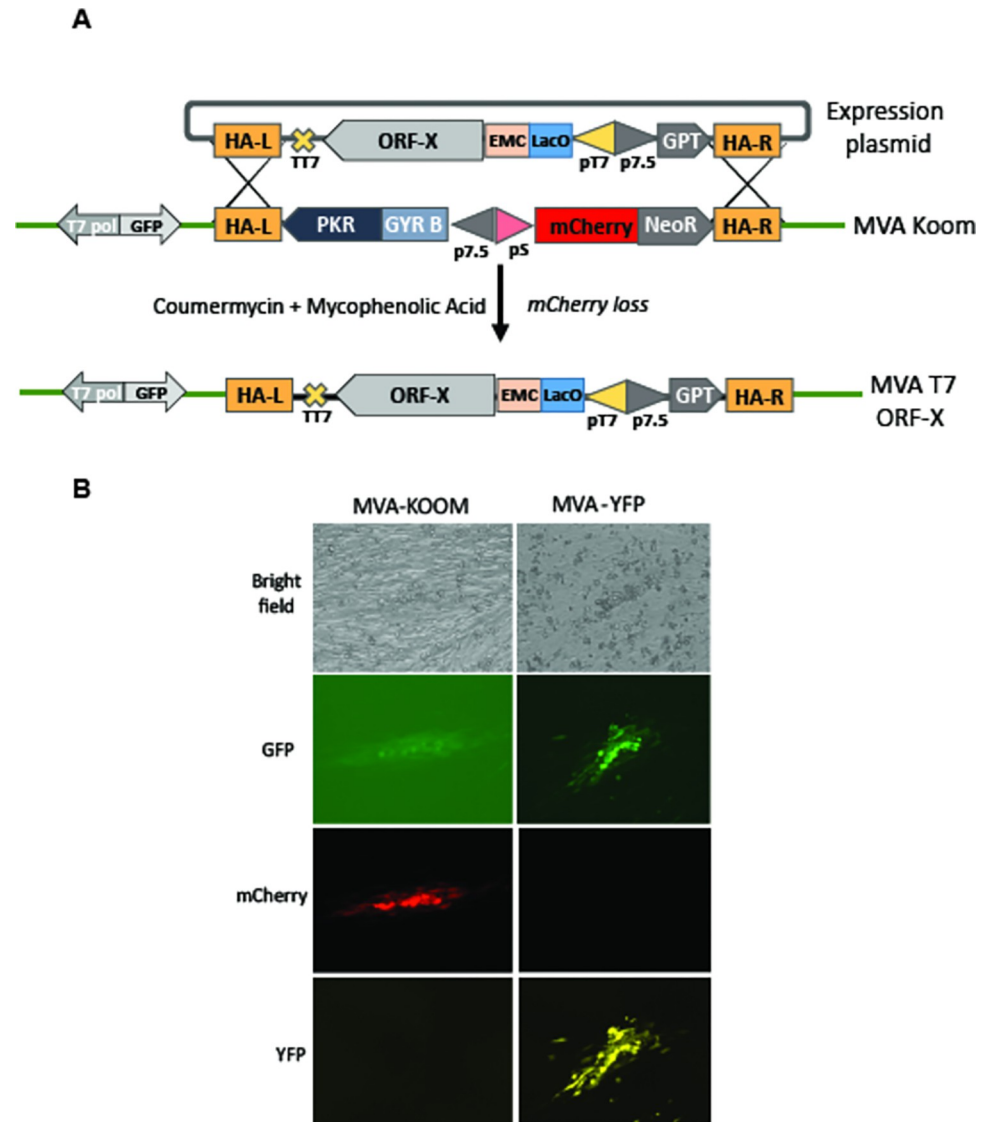 A
Expression
plasmid
HA-L
TT7
ORF-X
EMC
LacO
pT7
p7.5
GPT
HA-R
T7 pol
GFP
HA-L
PKR
GYR B
p7.5
pS
mCherry
NeoR
HA-R
MVA Koom
Coumermycin + Mycophenolic Acid
mCherry loss
T7 pol
GFP
HA-L
TT7
ORF-X
EMC
LacO
pT7
p7.5
GPT
HA-R
MVA T7
ORF-X
B
MVA-KOOM
MVA-YFP
Bright
field
GFP
mCherry
YFP